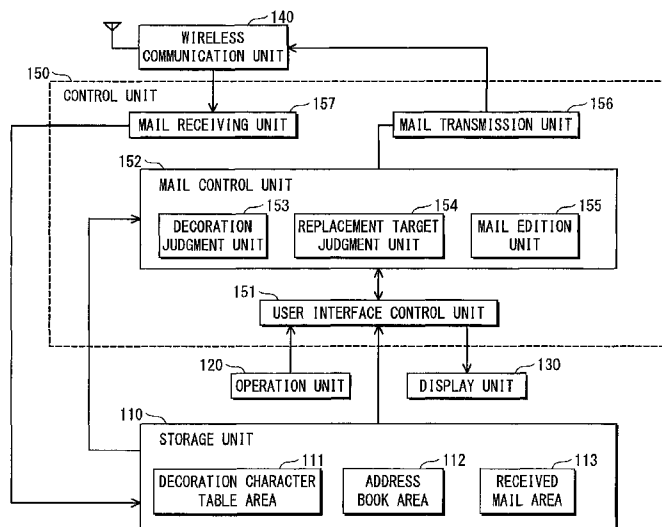 140
WIRELESS
COMMUNICATION UNIT
150
CONTROL UNIT
157
MAIL RECEIVING UNIT
156
MAIL TRANSMISSION UNIT
152
MAIL CONTROL UNIT
153
DECORATION
JUDGMENT UNIT
154
REPLACEMENT TARGET
JUDGMENT UNIT
155
MAIL EDITION
UNIT
151
USER INTERFACE CONTROL UNIT
120
OPERATION UNIT
130
DISPLAY UNIT
110
STORAGE UNIT
111
DECORATION CHARACTER
TABLE AREA
112
ADDRESS
BOOK AREA
113
RECEIVED
MAIL AREA